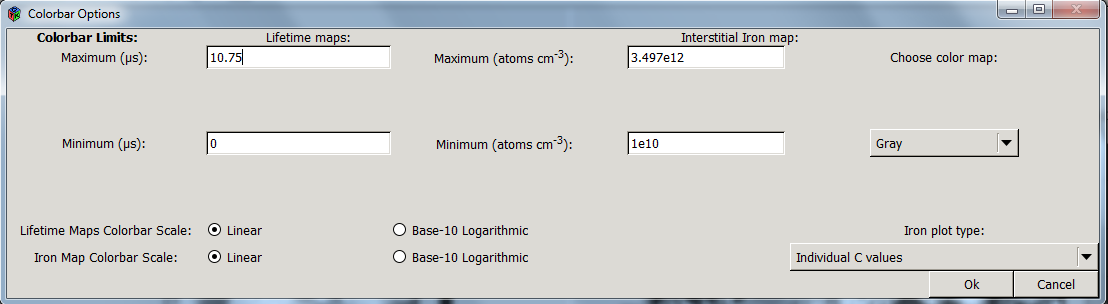 Colorbar Options
Colorbar Limits: Lifetime maps: Interstitial Iron map:
Maximum (µs): 10.75 Maximum (atoms cm-3): 3.497e12 Choose color map:
Minimum (µs): 0 Minimum (atoms cm-3): 1e10 Gray
Lifetime Maps Colorbar Scale: Linear Base-10 Logarithmic Iron plot type:
Iron Map Colorbar Scale: Linear Base-10 Logarithmic Individual C values
Ok Cancel